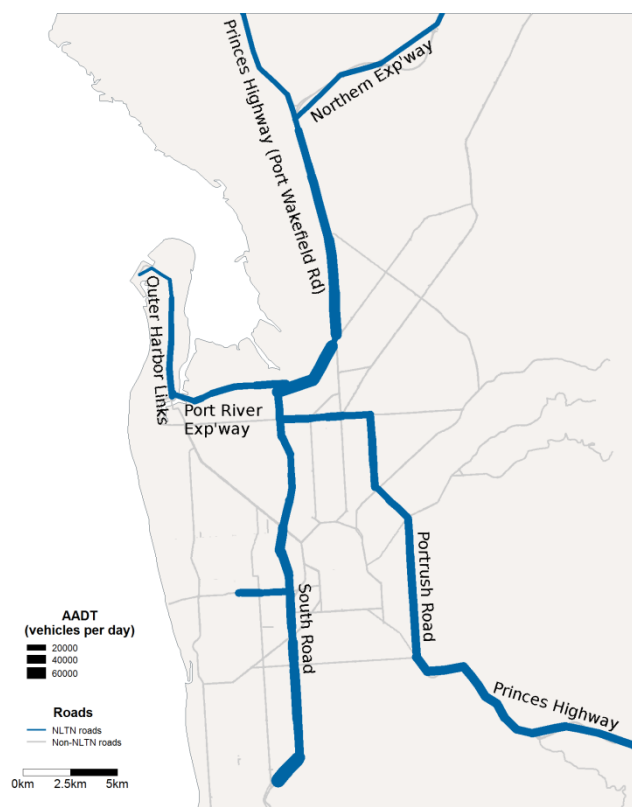 Princes Highway (Port Wakefield Rd)
Northern Exp'way
Outer Harbor Links
Port River
Exp'way
South Road
Portrush Road
Princes Highway
AADT
(vehicles per day)
20000
40000
60000
Roads
NLTN roads
Non-NLTN roads
0km 2.5km 5km